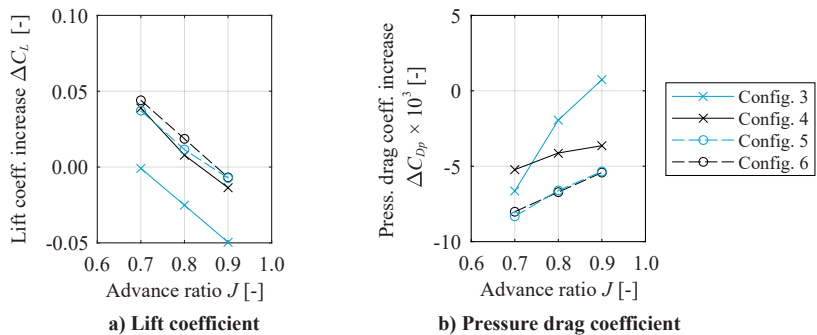 Lift coeff. increase ΔC_L [-]
0.10
0.05
0.00
-0.05
0.6 0.7 0.8 0.9 1.0
Advance ratio J [-]
a) Lift coefficient
Press. drag coeff. increase
ΔC_Dp × 10³ [-]
5
0
-5
-10
0.6 0.7 0.8 0.9 1.0
Advance ratio J [-]
b) Pressure drag coefficient
Config. 3
Config. 4
Config. 5
Config. 6